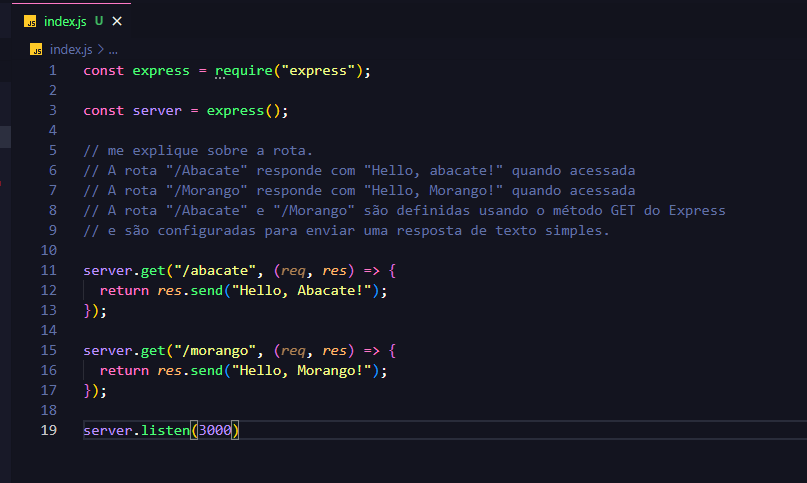 JS index.js U ×
JS index.js > ...
1 const express = require("express");
2
3 const server = express();
4
5 // me explique sobre a rota.
6 // A rota "/Abacate" responde com "Hello, abacate!" quando acessada
7 // A rota "/Morango" responde com "Hello, Morango!" quando acessada
8 // A rota "/Abacate" e "/Morango" são definidas usando o método GET do Express
9 // e são configuradas para enviar uma resposta de texto simples.
10
11 server.get("/abacate", (req, res) => {
12 return res.send("Hello, Abacate!");
13 });
14
15 server.get("/morango", (req, res) => {
16 return res.send("Hello, Morango!");
17 });
18
19 server.listen(3000)